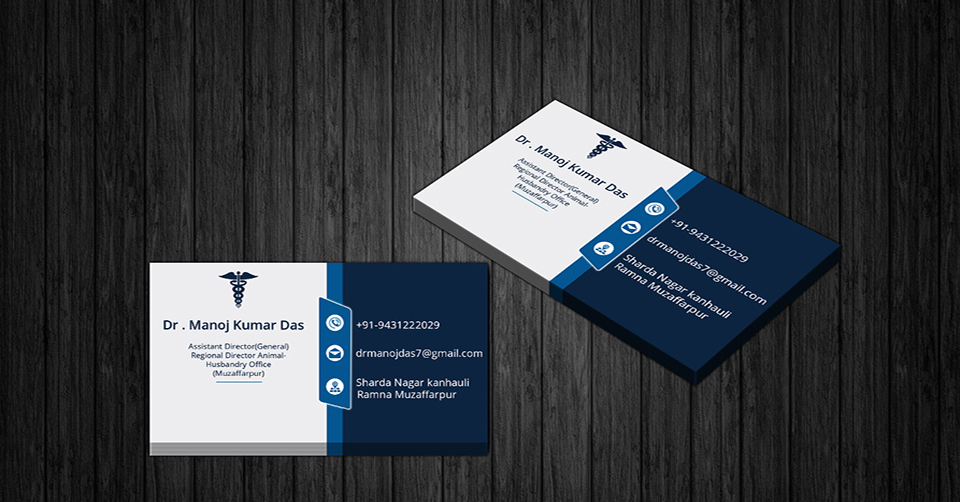 Dr . Manoj Kumar Das
Assistant Director(General)
Regional Director Animal-
Husbandry Office
(Muzaffarpur)
+91-9431222029
drmanojdas7@gmail.com
Sharda Nagar kanhauli
Ramna Muzaffarpur
Dr . Manoj Kumar Das
Assistant Director(General)
Regional Director Animal-
Husbandry Office
(Muzaffarpur)
+91-9431222029
drmanojdas7@gmail.com
Sharda Nagar kanhauli
Ramna Muzaffarpur